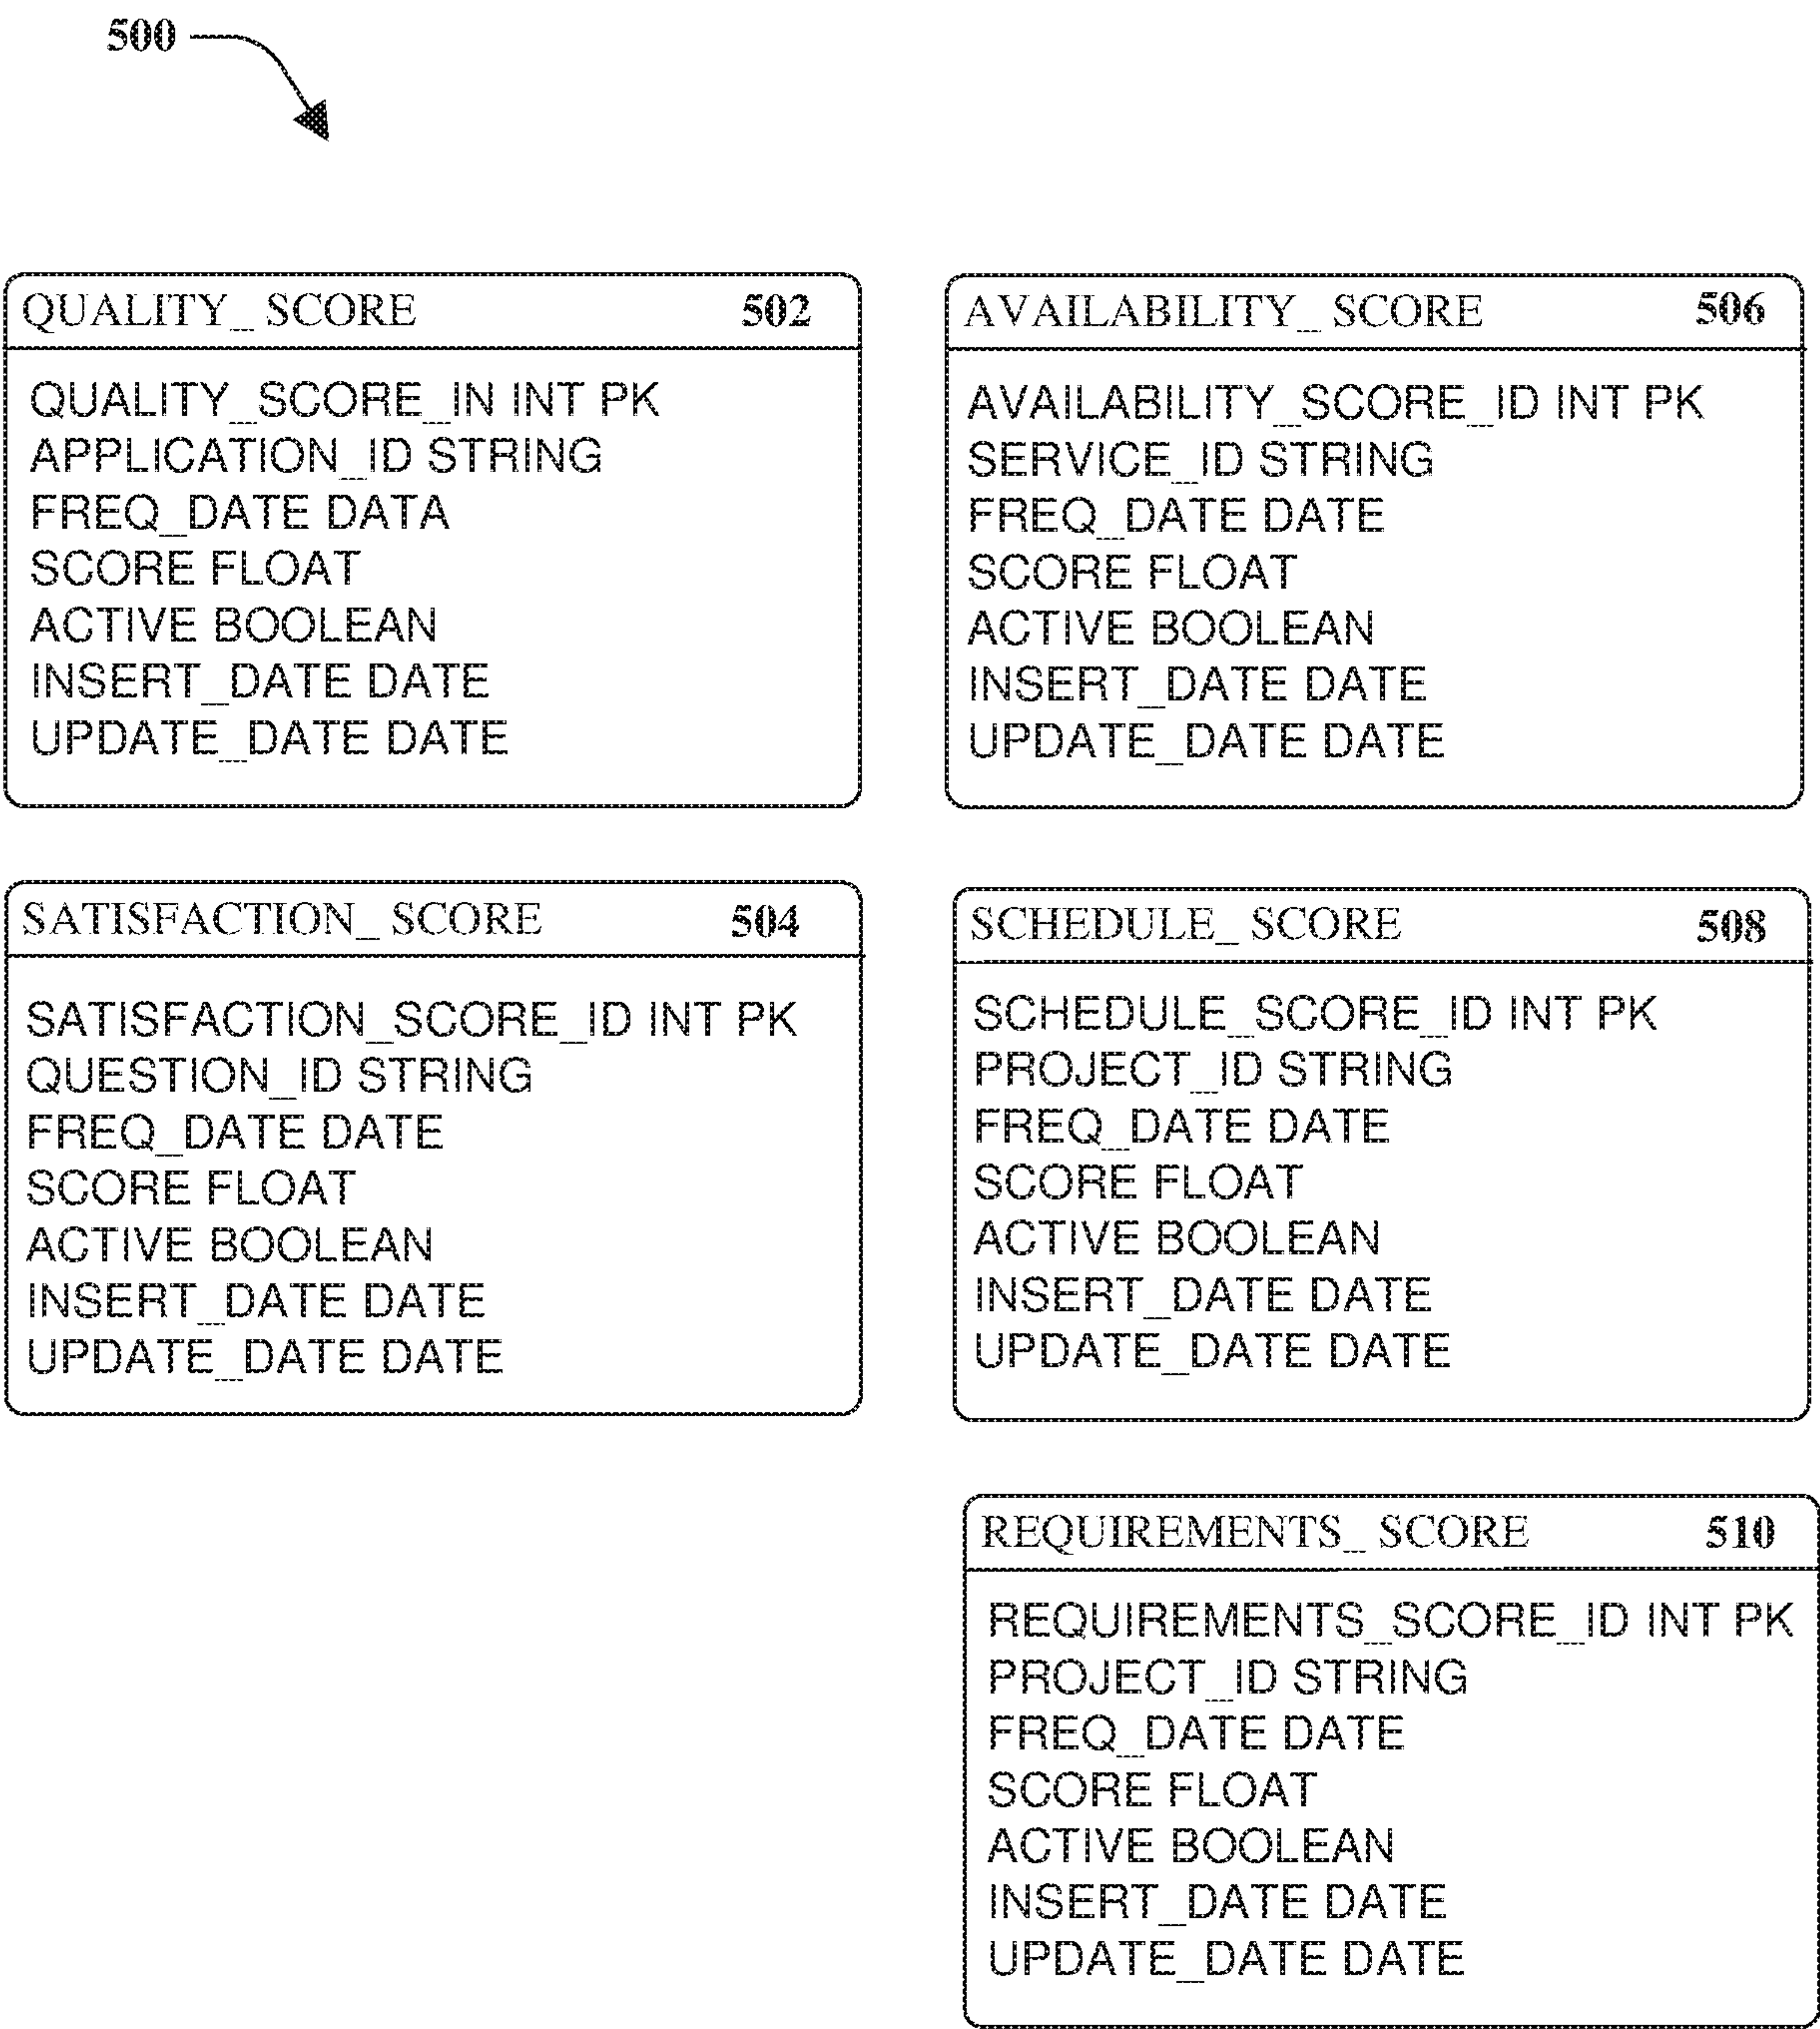 500
QUALITY_ SCORE 502
QUALITY_SCORE_IN INT PK
APPLICATION_ID STRING
FREQ_DATE DATA
SCORE FLOAT
ACTIVE BOOLEAN
INSERT_DATE DATE
UPDATE_DATE DATE
AVAILABILITY_ SCORE 506
AVAILABILITY_SCORE_ID INT PK
SERVICE_ID STRING
FREQ_DATE DATE
SCORE FLOAT
ACTIVE BOOLEAN
INSERT_DATE DATE
UPDATE_DATE DATE
SATISFACTION_ SCORE 504
SATISFACTION_SCORE_ID INT PK
QUESTION_ID STRING
FREQ_DATE DATE
SCORE FLOAT
ACTIVE BOOLEAN
INSERT_DATE DATE
UPDATE_DATE DATE
SCHEDULE_ SCORE 508
SCHEDULE_SCORE_ID INT PK
PROJECT_ID STRING
FREQ_DATE DATE
SCORE FLOAT
ACTIVE BOOLEAN
INSERT_DATE DATE
UPDATE_DATE DATE
REQUIREMENTS_ SCORE 510
REQUIREMENTS_SCORE_ID INT PK
PROJECT_ID STRING
FREQ_DATE DATE
SCORE FLOAT
ACTIVE BOOLEAN
INSERT_DATE DATE
UPDATE_DATE DATE